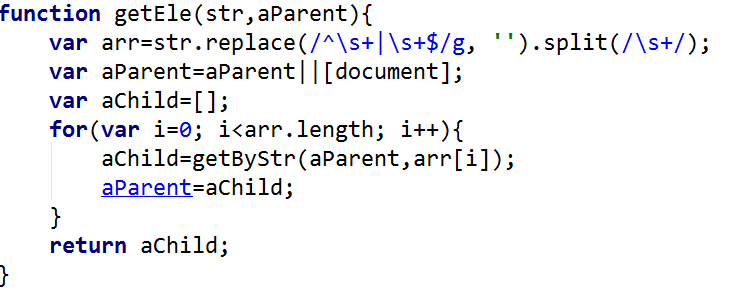 function getEle(str,aParent){
    var arr=str.replace(/^\s+|\s+$/g, '').split(/\s+/);
    var aParent=aParent||[document];
    var aChild=[];
    for(var i=0; i<arr.length; i++){
        aChild=getByStr(aParent,arr[i]);
        aParent=aChild;
    }
    return aChild;
}